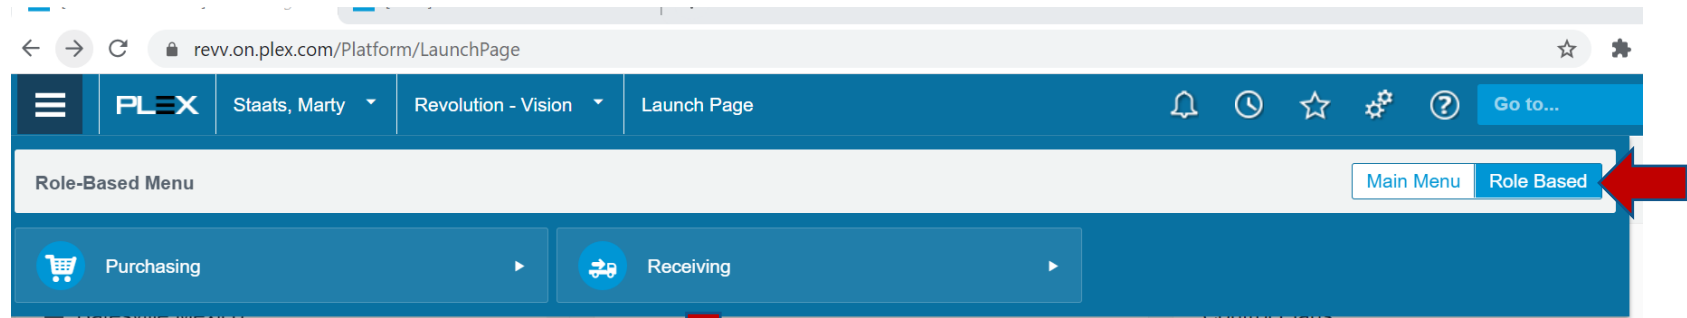 revv.on.plex.com/Platform/LaunchPage
PLEX Staats, Marty Revolution - Vision Launch Page Go to...
Role-Based Menu Main Menu Role Based
Purchasing Receiving